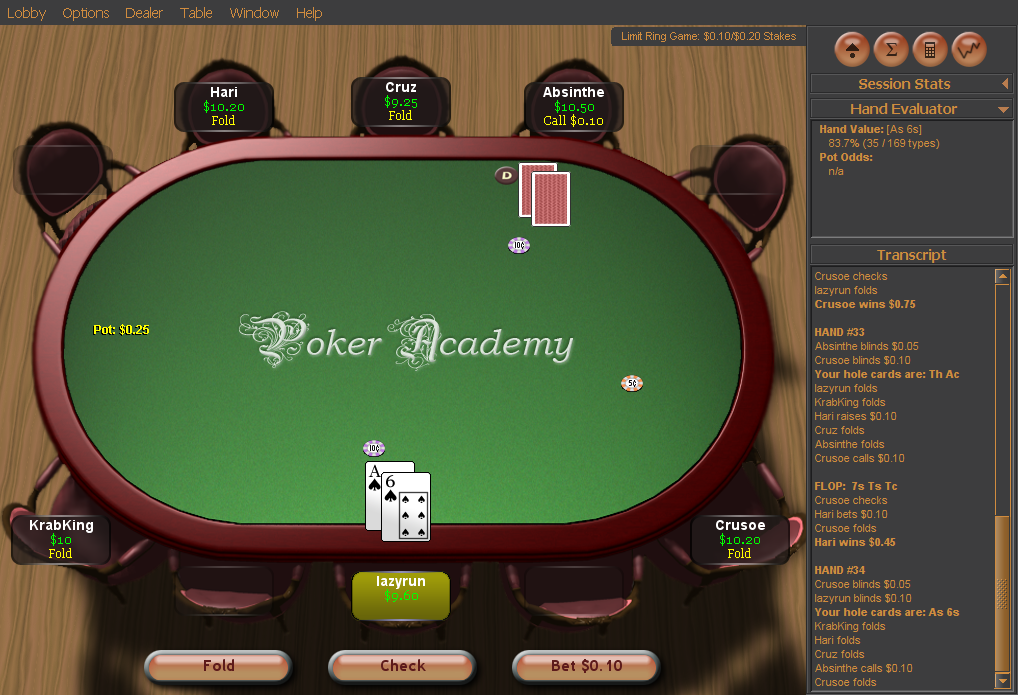 Lobby Options Dealer Table Window Help
Limit Ring Game: $0.10/$0.20 Stakes
Hari
$10.20
Fold
Cruz
$9.25
Fold
Absinthe
$10.50
Call $0.10
D
10¢
Pot: $0.25
Poker Academy
5¢
10¢
A
6
KrabKing
$10
Fold
lazyrun
$9.60
Crusoe
$10.20
Fold
Fold
Check
Bet $0.10
Σ
Session Stats
Hand Evaluator
Hand Value: [As 6s]
83.7% (35 / 169 types)
Pot Odds:
n/a
Transcript
Crusoe checks
lazyrun folds
Crusoe wins $0.75
HAND #33
Absinthe blinds $0.05
Crusoe blinds $0.10
Your hole cards are: Th Ac
lazyrun folds
KrabKing folds
Hari raises $0.10
Cruz folds
Absinthe folds
Crusoe calls $0.10
FLOP: 7s Ts Tc
Crusoe checks
Hari bets $0.10
Crusoe folds
Hari wins $0.45
HAND #34
Crusoe blinds $0.05
lazyrun blinds $0.10
Your hole cards are: As 6s
KrabKing folds
Hari folds
Cruz folds
Absinthe calls $0.10
Crusoe folds